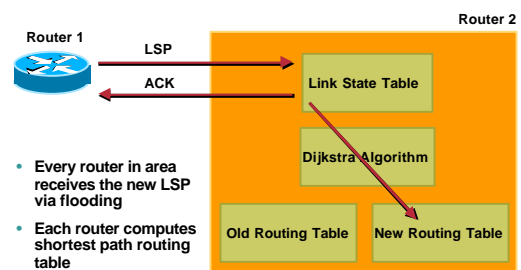 Router 2
Router 1
LSP
ACK
Link State Table
Dijkstra Algorithm
• Every router in area
receives the new LSP
via flooding
• Each router computes
shortest path routing
table
Old Routing Table
New Routing Table